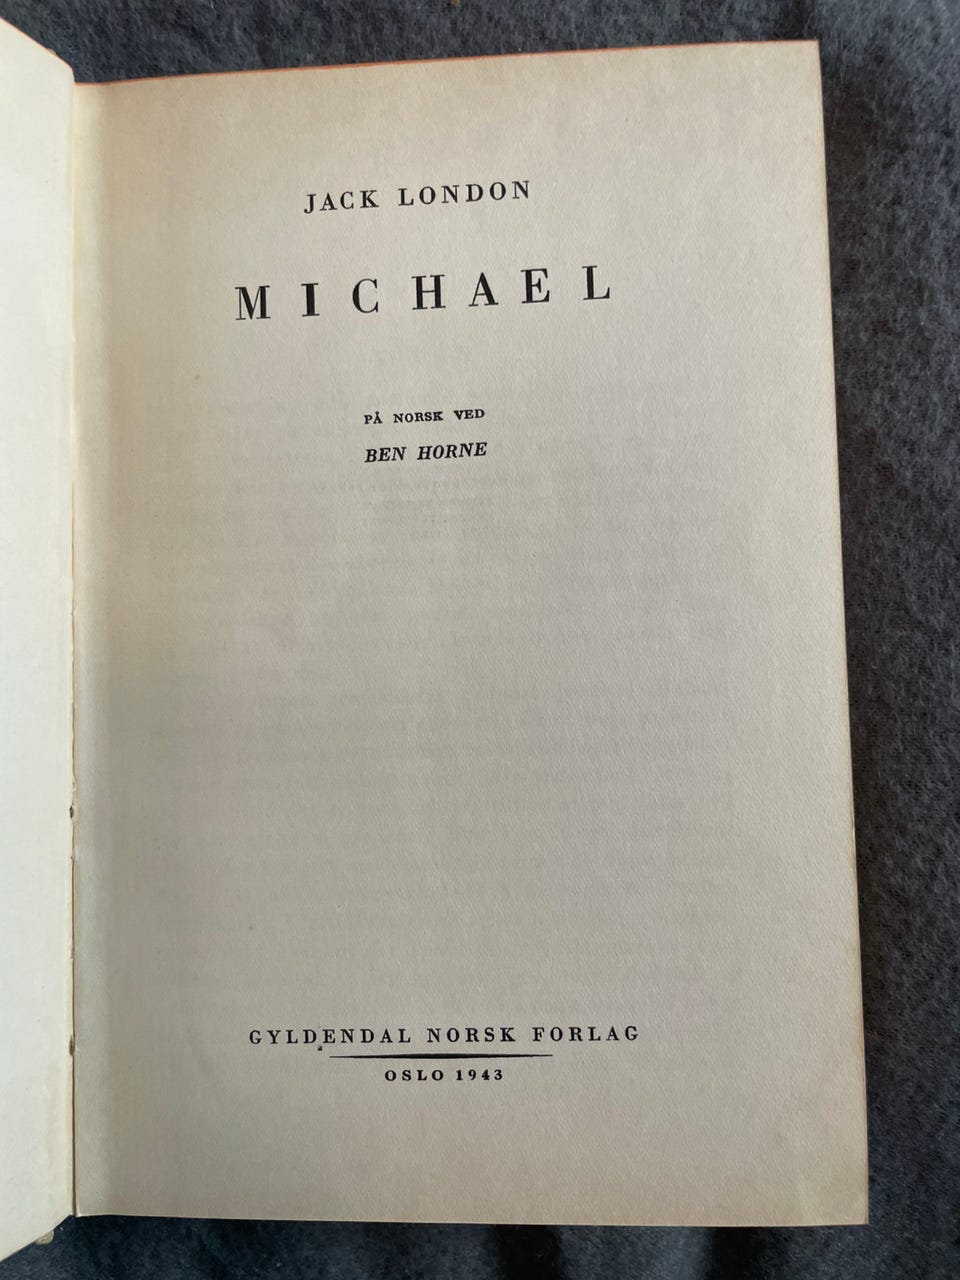 JACK LONDON
MICHAEL
PÅ NORSK VED
BEN HORNE
GYLDENDAL NORSK FORLAG
OSLO 1943